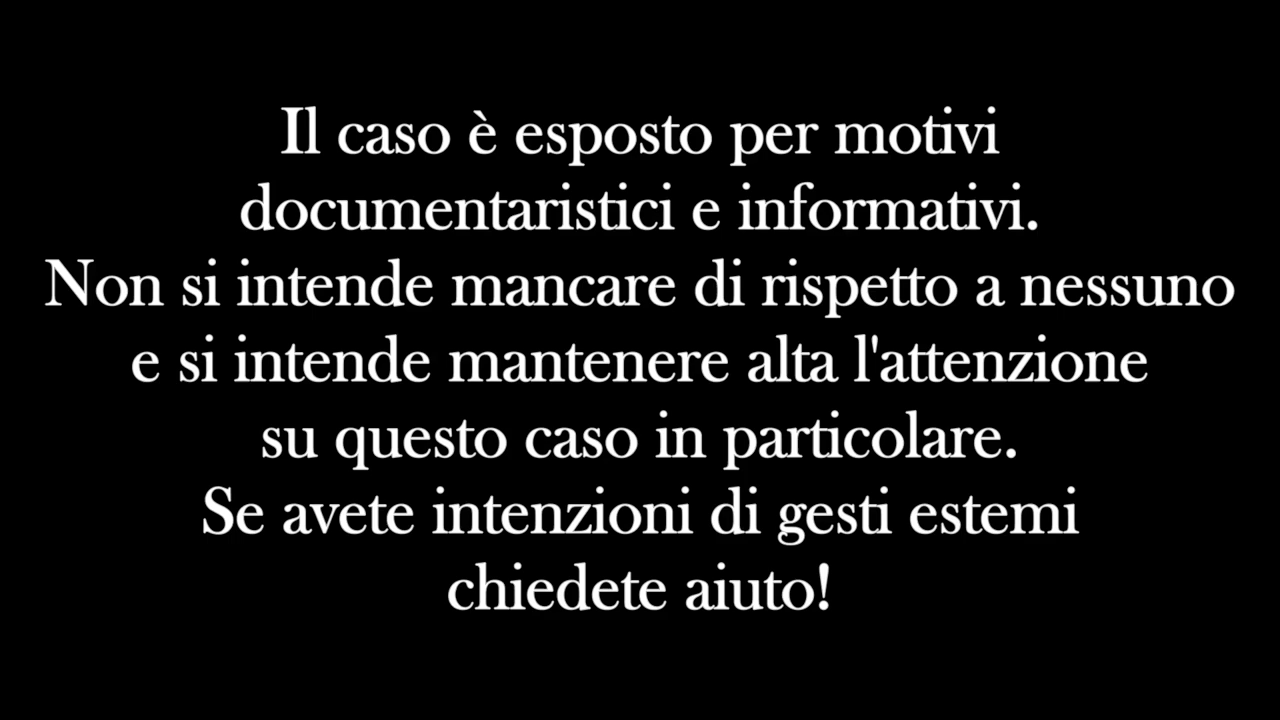 Il caso è esposto per motivi
documentaristici e informativi.
Non si intende mancare di rispetto a nessuno
e si intende mantenere alta l'attenzione
su questo caso in particolare.
Se avete intenzioni di gesti estemi
chiedete aiuto!